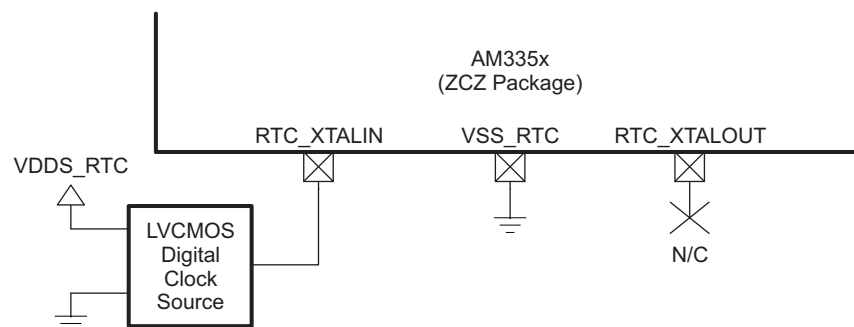 AM335x
(ZCZ Package)
RTC_XTALIN
VSS_RTC
RTC_XTALOUT
VDDS_RTC
LVCMOS
Digital
Clock
Source
N/C